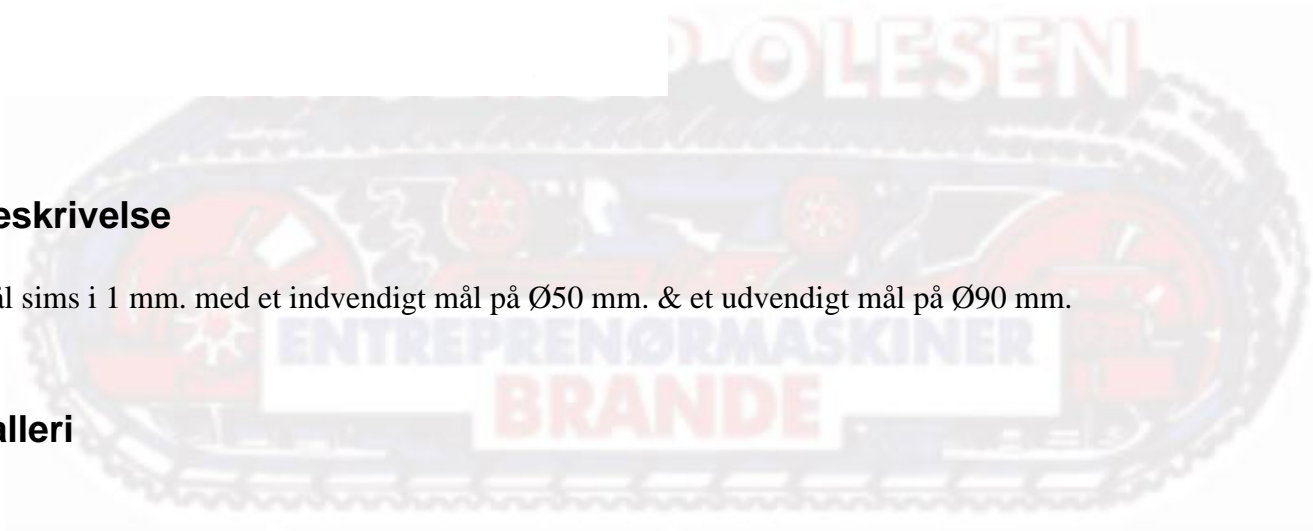 P OLESEN
eskrivelse
ål sims i 1 mm. med et indvendigt mål på Ø50 mm. & et udvendigt mål på Ø90 mm.
ENTREPRENØRMASKINER
BRANDE
alleri